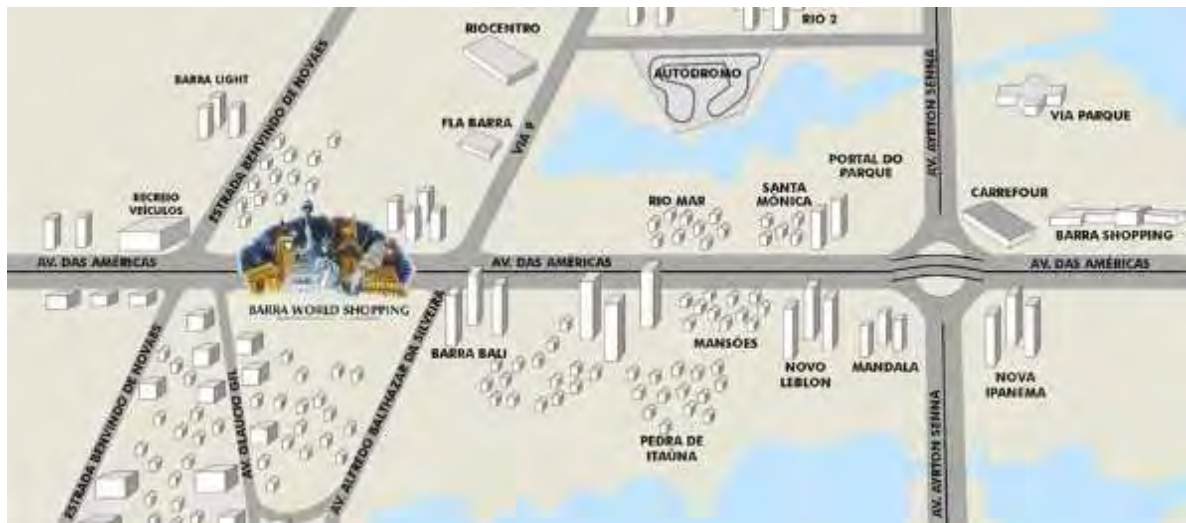 RIO 2
RIOCENTRO
BARRA LIGHT
AUTÓDROMO
ESTRADA BENVINDO DE NOVAES
FLA BARRA
VIA 9
AV. AYRTON SENNA
VIA PARQUE
PORTAL DO
PARQUE
RECREIO
VEÍCULOS
RIO MAR
SANTA
MÔNICA
CARREFOUR
BARRA SHOPPING
AV. DAS AMÉRICAS
AV. DAS AMÉRICAS
AV. DAS AMÉRICAS
BARRA WORLD SHOPPING
BARRA BALI
MANSÕES
NOVO
LEBLON
MANDALA
NOVA
IPANEMA
PEDRA DE
ITAÚNA
ESTRADA BENVINDO DE NOVAES
AV. GLAUCIO GIL
AV. ALFREDO BALTHAZAR DA SILVEIRA
AV. AYRTON SENNA